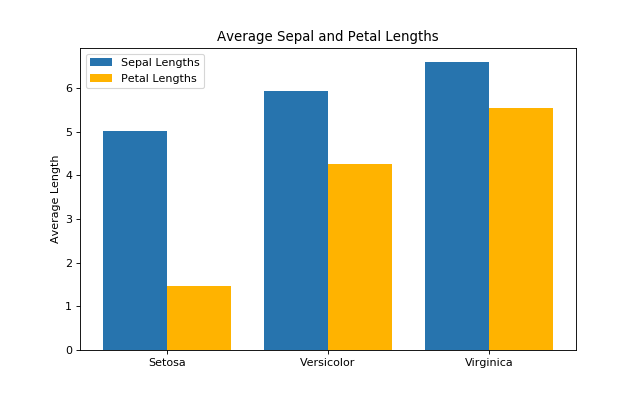 Average Sepal and Petal Lengths
Sepal Lengths
Petal Lengths
Average Length
6
5
4
3
2
1
0
Setosa
Versicolor
Virginica